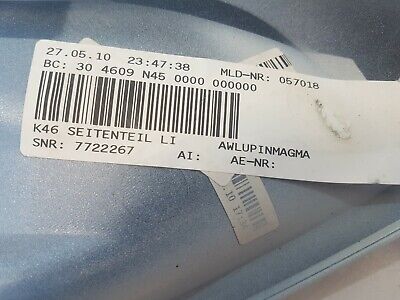 27.05.10 23:47:38 MLD-NR: 057018
BC: 30 4609 N45 0000 000000
K46 SEITENTEIL LI AWLUPINMAGMA
SNR: 7722267 AI: AE-NR: